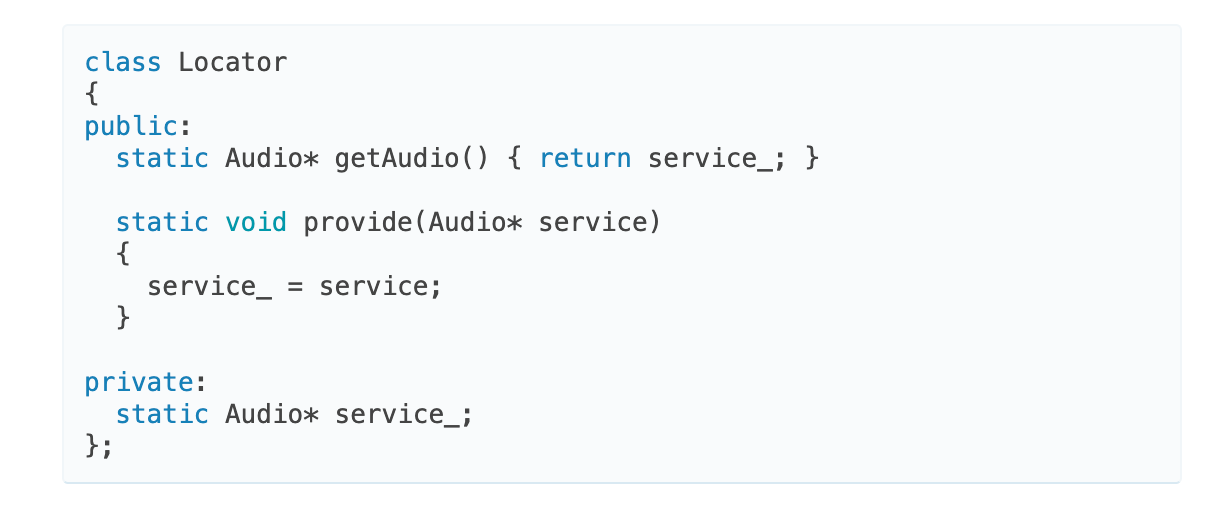 class Locator
{
public:
  static Audio* getAudio() { return service_; }

  static void provide(Audio* service)
  {
    service_ = service;
  }

private:
  static Audio* service_;
};